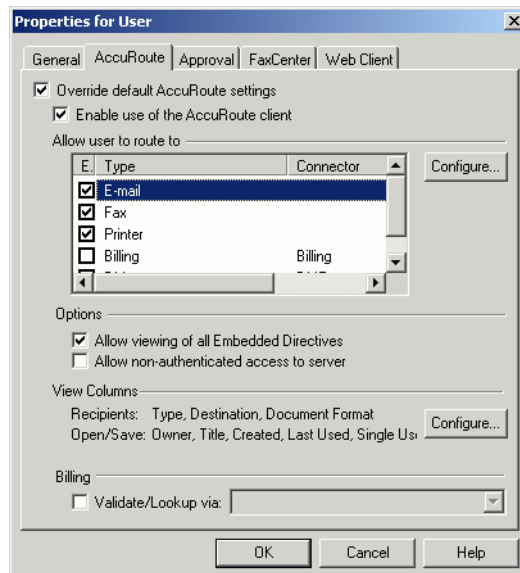 Properties for User
General AccuRoute Approval FaxCenter Web Client
Override default AccuRoute settings
Enable use of the AccuRoute client
Allow user to route to
E. Type Connector
Configure...
E-mail
Fax
Printer
Billing Billing
Options
Allow viewing of all Embedded Directives
Allow non-authenticated access to server
View Columns
Recipients: Type, Destination, Document Format
Open/Save: Owner, Title, Created, Last Used, Single Us
Configure...
Billing
Validate/Lookup via:
OK Cancel Help